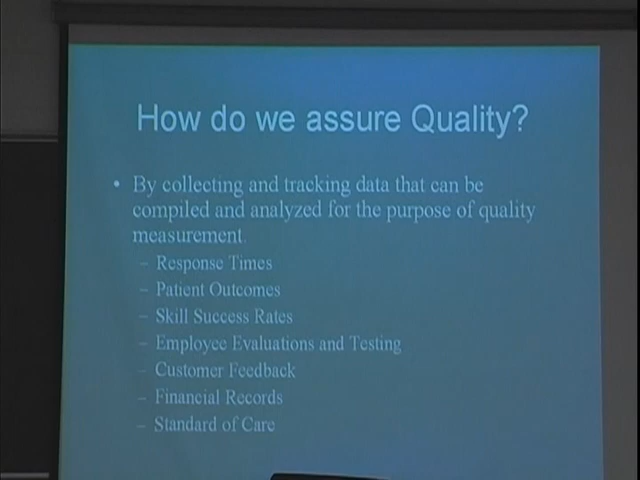 How do we assure Quality?
• By collecting and tracking data that can be
compiled and analyzed for the purpose of quality
measurement.
– Response Times
– Patient Outcomes
– Skill Success Rates
– Employee Evaluations and Testing
– Customer Feedback
– Financial Records
– Standard of Care